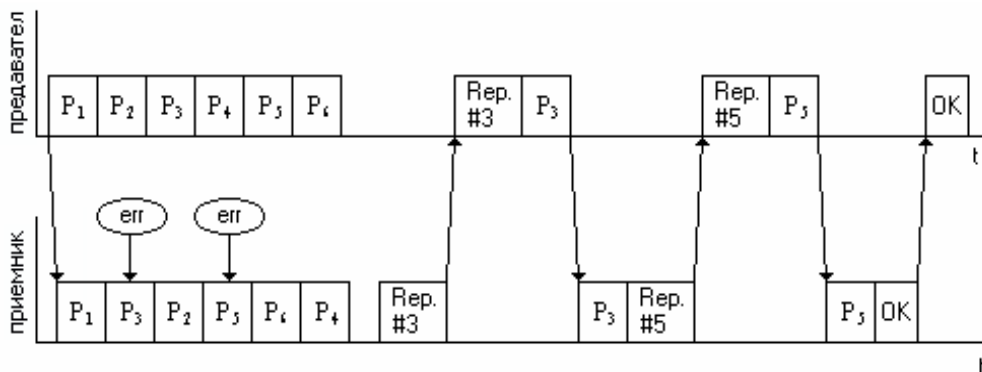 предавател
P₁ P₂ P₃ P₄ P₅ P₆ Rep. #3 P₃ Rep. #5 P₅ OK
t
err err
приемник
P₁ P₃ P₂ P₅ P₆ P₄ Rep. #3 P₃ Rep. #5 P₅ OK